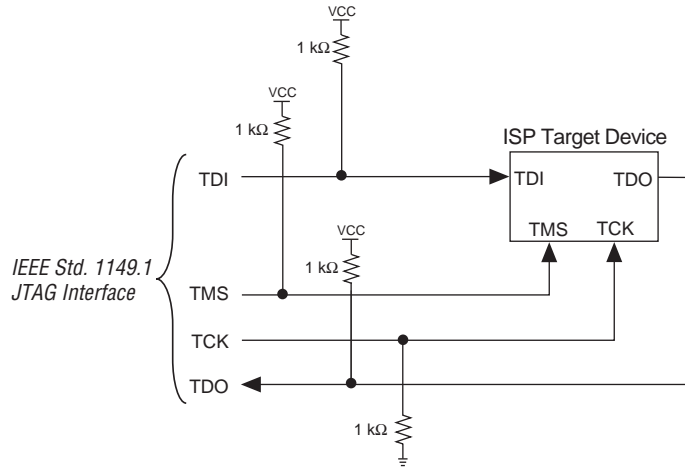 VCC
1 kΩ
VCC
1 kΩ
ISP Target Device
TDI
TDI
TDO
TMS
TCK
VCC
1 kΩ
IEEE Std. 1149.1
JTAG Interface
TMS
TCK
TDO
1 kΩ